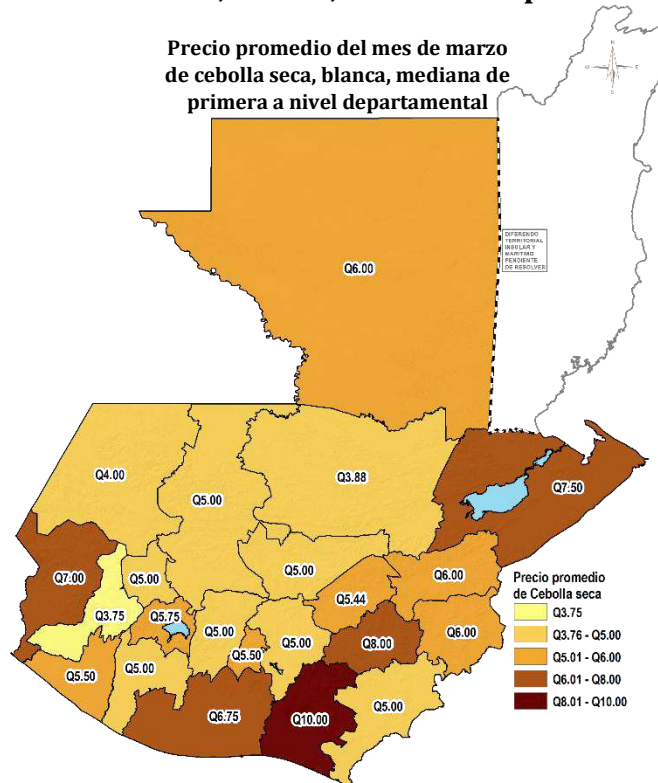 Precio promedio del mes de marzo
de cebolla seca, blanca, mediana de
primera a nivel departamental
DIFERENDO
TERRITORIAL
INSULAR Y
MARITIMO
PENDIENTE
DE RESOLVER
Q6.00
Q4.00
Q5.00
Q3.88
Q7.50
Q7.00
Q5.00
Q5.00
Q6.00
Q3.75
Q5.75
Q5.44
Q5.00
Q5.00
Q8.00
Q6.00
Q5.50
Q5.00
Q5.50
Q6.75
Q10.00
Q5.00
Precio promedio
de Cebolla seca
Q3.75
Q3.76 - Q5.00
Q5.01 - Q6.00
Q6.01 - Q8.00
Q8.01 - Q10.00